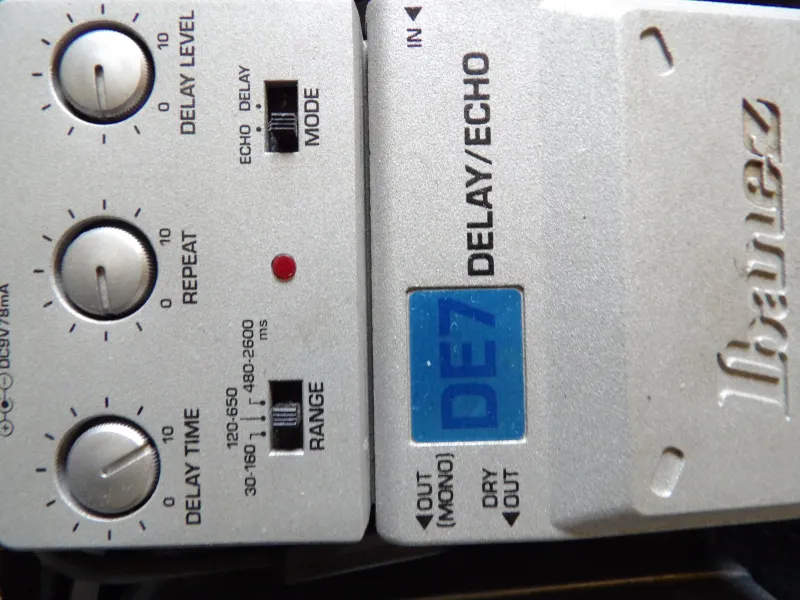 DC9V/8mA
0 10
DELAY TIME
0 10
REPEAT
0 10
DELAY LEVEL
120-650
30-160 480-2600
ms
RANGE
ECHO DELAY
MODE
OUT
(MONO)
DRY
OUT
DE7
DELAY/ECHO
IN
Ibanez